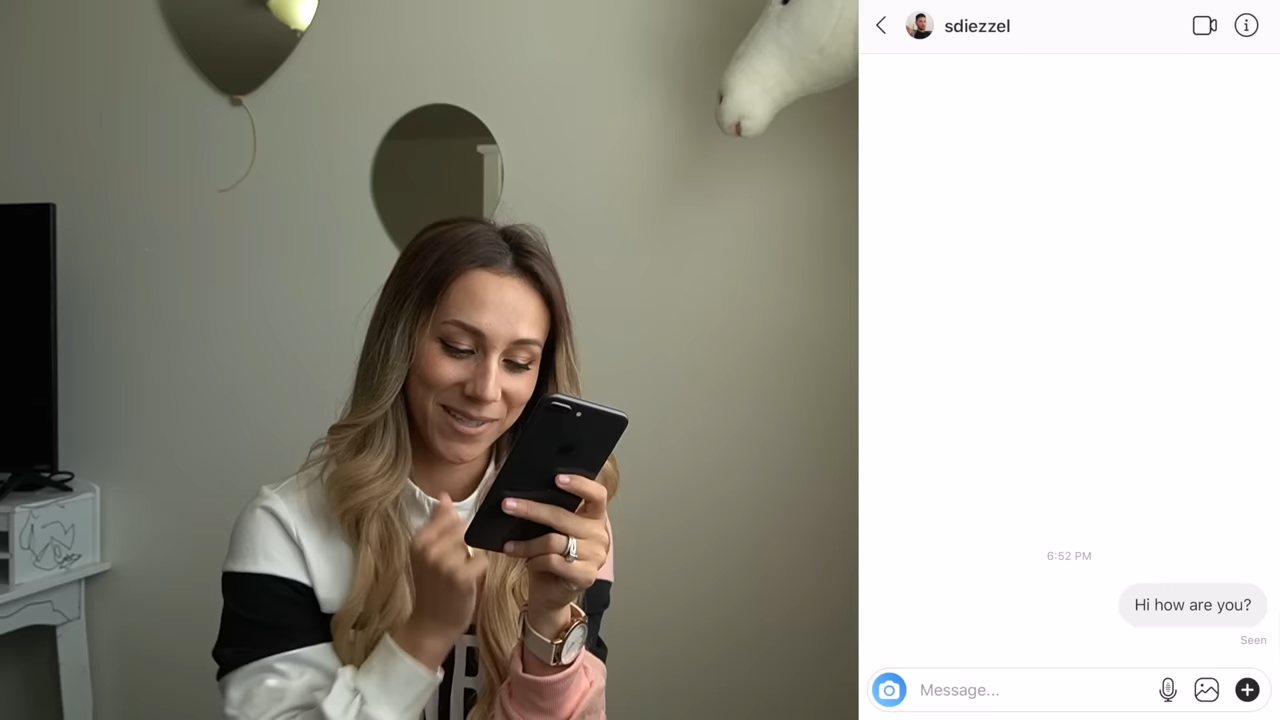 sdiezzel
6:52 PM
Hi how are you?
Seen
Message...